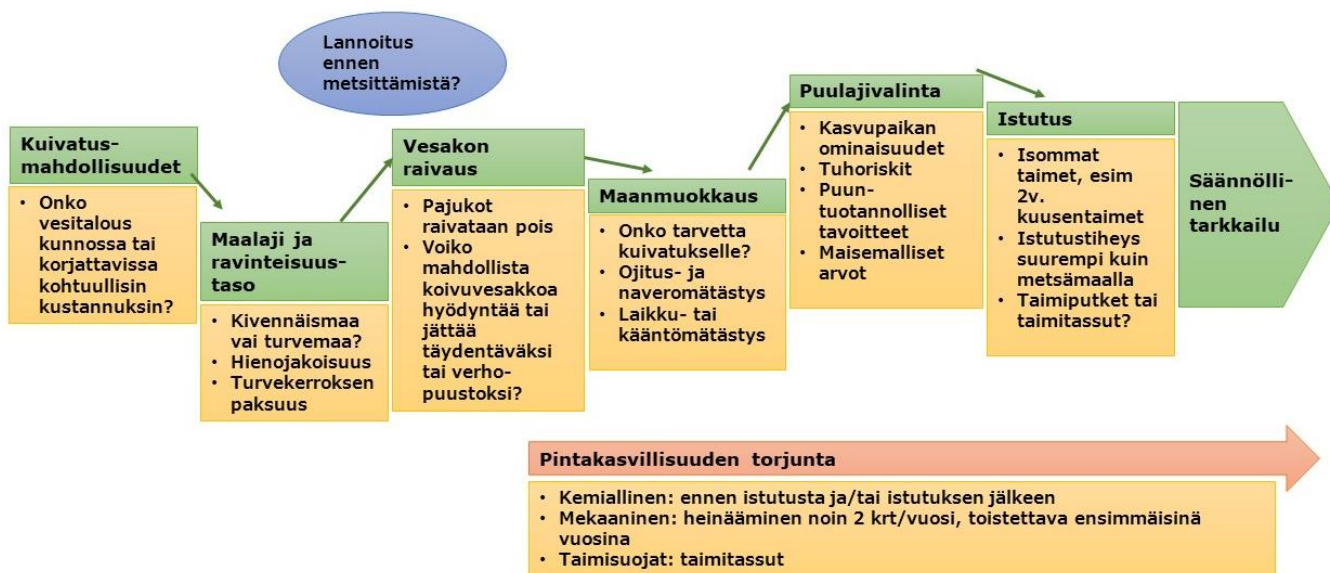 Lannoitus
ennen
metsittämistä?
Kuivatus-
mahdollisuudet
• Onko
vesitalous
kunnossa tai
korjattavissa
kohtuullisin
kustannuksin?
Maalaji ja
ravinteisuus-
taso
• Kivennäismaa
vai turvemaa?
• Hienojakoisuus
• Turvekerroksen
paksuus
Vesakon
raivaus
• Pajukot
raivataan pois
• Voiko
mahdollista
koivuvesakkoa
hyödyntää tai
jättää
täydentäväksi
tai verho-
puustoksi?
Maanmuokkaus
• Onko tarvetta
kuivatukselle?
• Ojitus- ja
naveromätästys
• Laikku- tai
kääntömätästys
Puulajivalinta
• Kasvupaikan
ominaisuudet
• Tuhoriskit
• Puun-
tuotannolliset
tavoitteet
• Maisemalliset
arvot
Istutus
• Isommat
taimet, esim
2v.
kuusentaimet
• Istutustiheys
suurempi kuin
metsämaalla
• Taimiputket tai
taimitassut?
Säännölli-
nen
tarkkailu
Pintakasvillisuuden torjunta
• Kemiallinen: ennen istutusta ja/tai istutuksen jälkeen
• Mekaaninen: heinääminen noin 2 krt/vuosi, toistettava ensimmäisinä
vuosina
• Taimisuojat: taimitassut